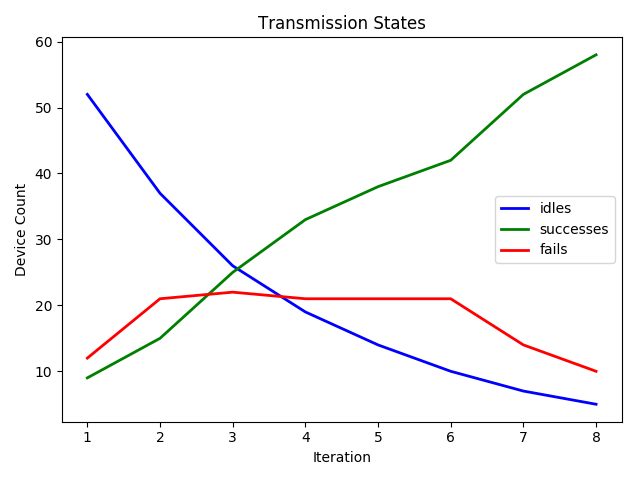 Transmission States
60
50
40
30
20
10
Device Count
idles
successes
fails
1 2 3 4 5 6 7 8
Iteration